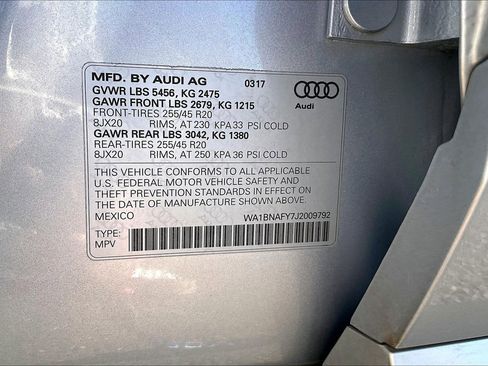 MFD. BY AUDI AG 0317
GVWR LBS 5456, KG 2475
GAWR FRONT LBS 2679, KG 1215
FRONT-TIRES 255/45 R20
8JX20 RIMS, AT 230 KPA 33 PSI COLD
GAWR REAR LBS 3042, KG 1380
REAR-TIRES 255/45 R20
8JX20 RIMS, AT 250 KPA 36 PSI COLD
Audi
THIS VEHICLE CONFORMS TO ALL APPLICABLE
U.S. FEDERAL MOTOR VEHICLE SAFETY AND
THEFT PREVENTION STANDARDS IN EFFECT ON
THE DATE OF MANUFACTURE SHOWN ABOVE.
MEXICO WA1BNAFY7J2009792
TYPE:
MPV